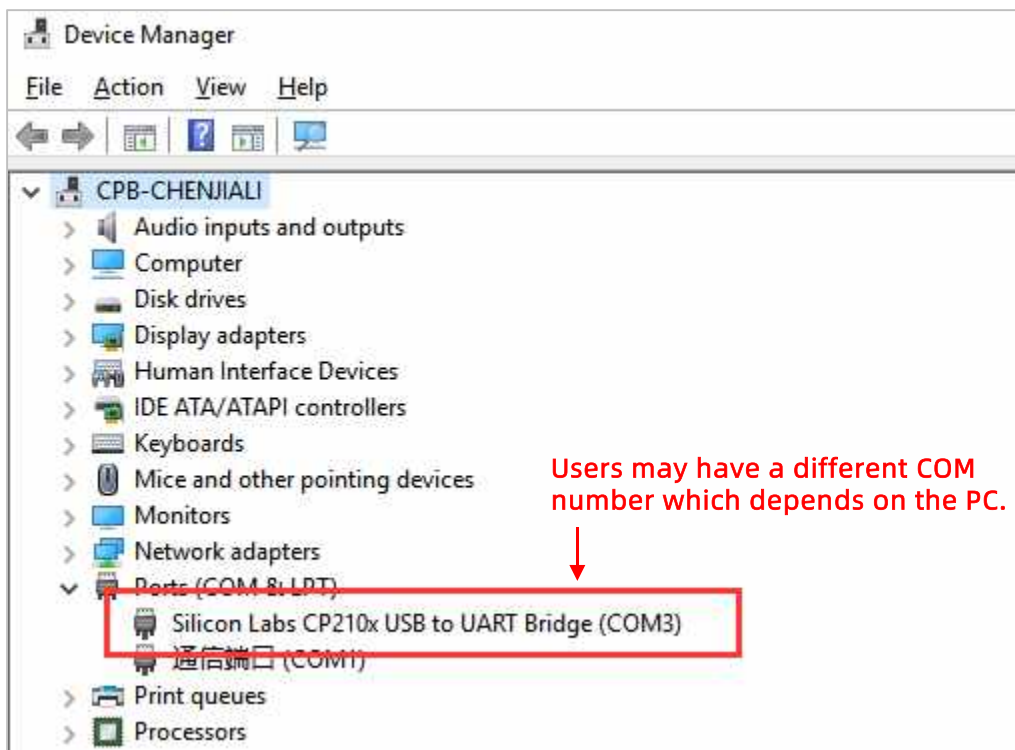 Device Manager
File Action View Help
CPB-CHENJIALI
Audio inputs and outputs
Computer
Disk drives
Display adapters
Human Interface Devices
IDE ATA/ATAPI controllers
Keyboards
Mice and other pointing devices
Monitors
Network adapters
Users may have a different COM
number which depends on the PC.
Ports (COM & LPT)
Silicon Labs CP210x USB to UART Bridge (COM3)
通信端口 (COM1)
Print queues
Processors